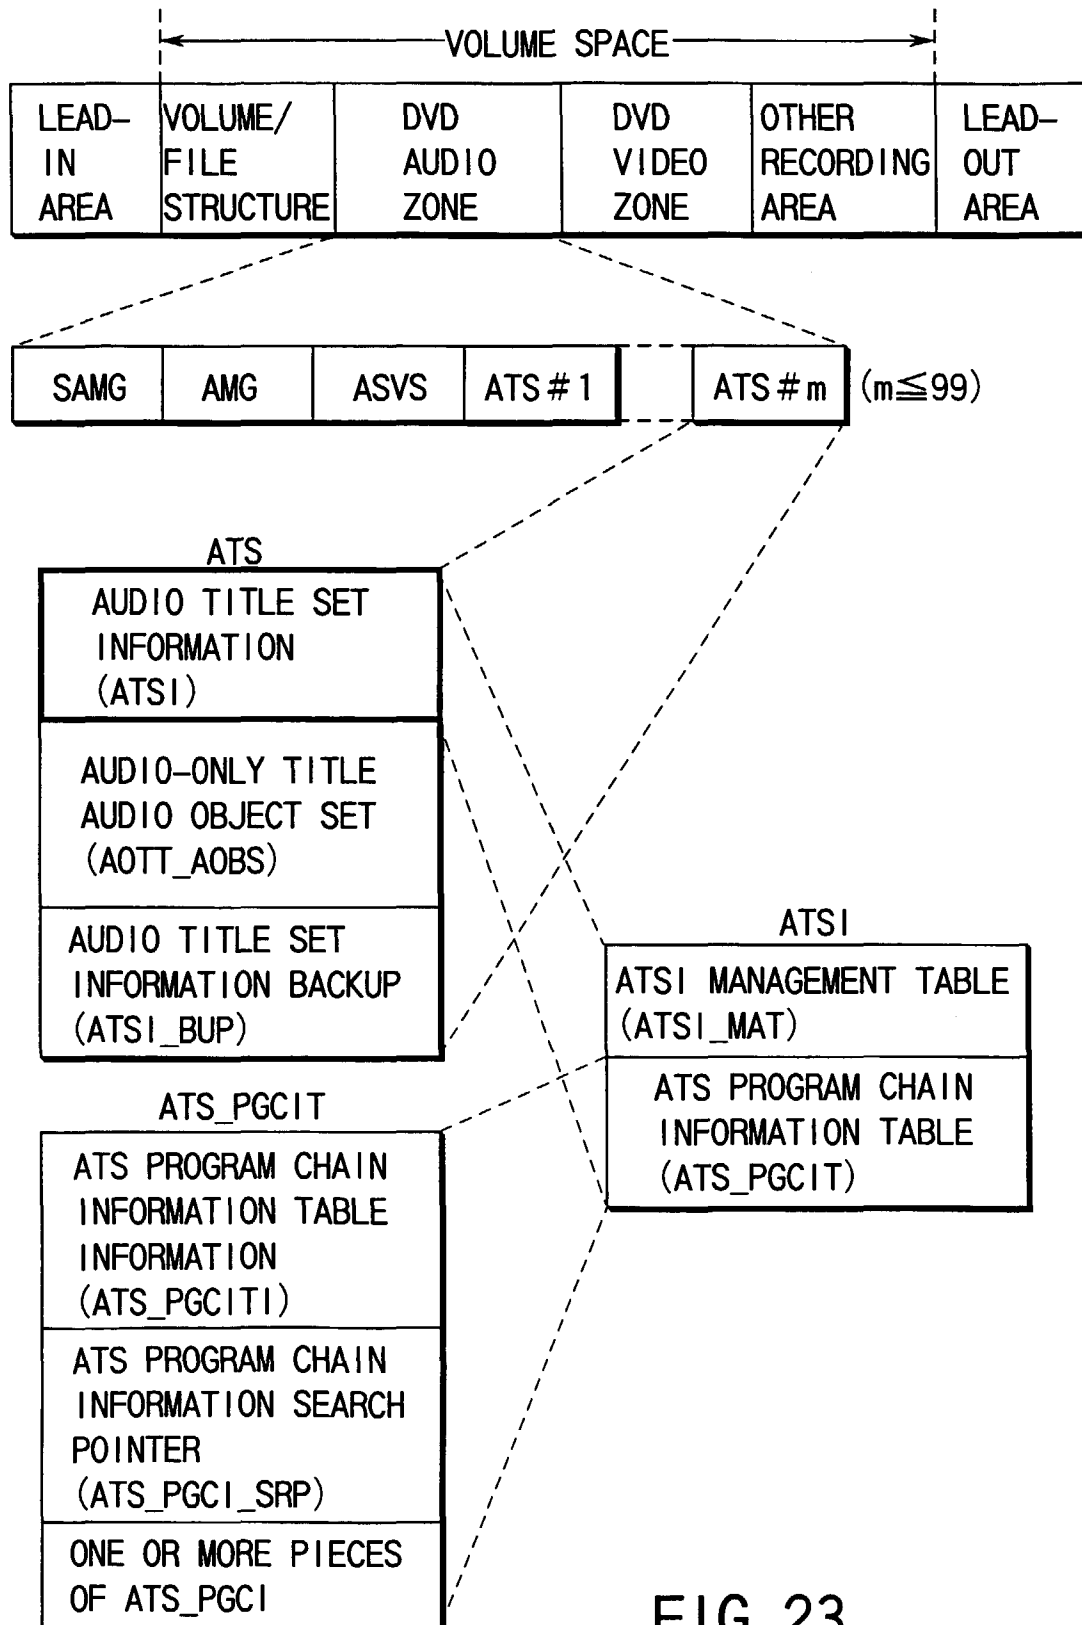 VOLUME SPACE
LEAD-
IN
AREA
VOLUME/
FILE
STRUCTURE
DVD
AUDIO
ZONE
DVD
VIDEO
ZONE
OTHER
RECORDING
AREA
LEAD-
OUT
AREA
SAMG
AMG
ASVS
ATS#1
ATS#m
(m≦99)
ATS
AUDIO TITLE SET
INFORMATION
(ATSI)
AUDIO-ONLY TITLE
AUDIO OBJECT SET
(AOTT_AOBS)
AUDIO TITLE SET
INFORMATION BACKUP
(ATSI_BUP)
ATSI
ATSI MANAGEMENT TABLE
(ATSI_MAT)
ATS PROGRAM CHAIN
INFORMATION TABLE
(ATS_PGCIT)
ATS_PGCIT
ATS PROGRAM CHAIN
INFORMATION TABLE
INFORMATION
(ATS_PGCITI)
ATS PROGRAM CHAIN
INFORMATION SEARCH
POINTER
(ATS_PGCI_SRP)
ONE OR MORE PIECES
OF ATS_PGCI
FIG. 23